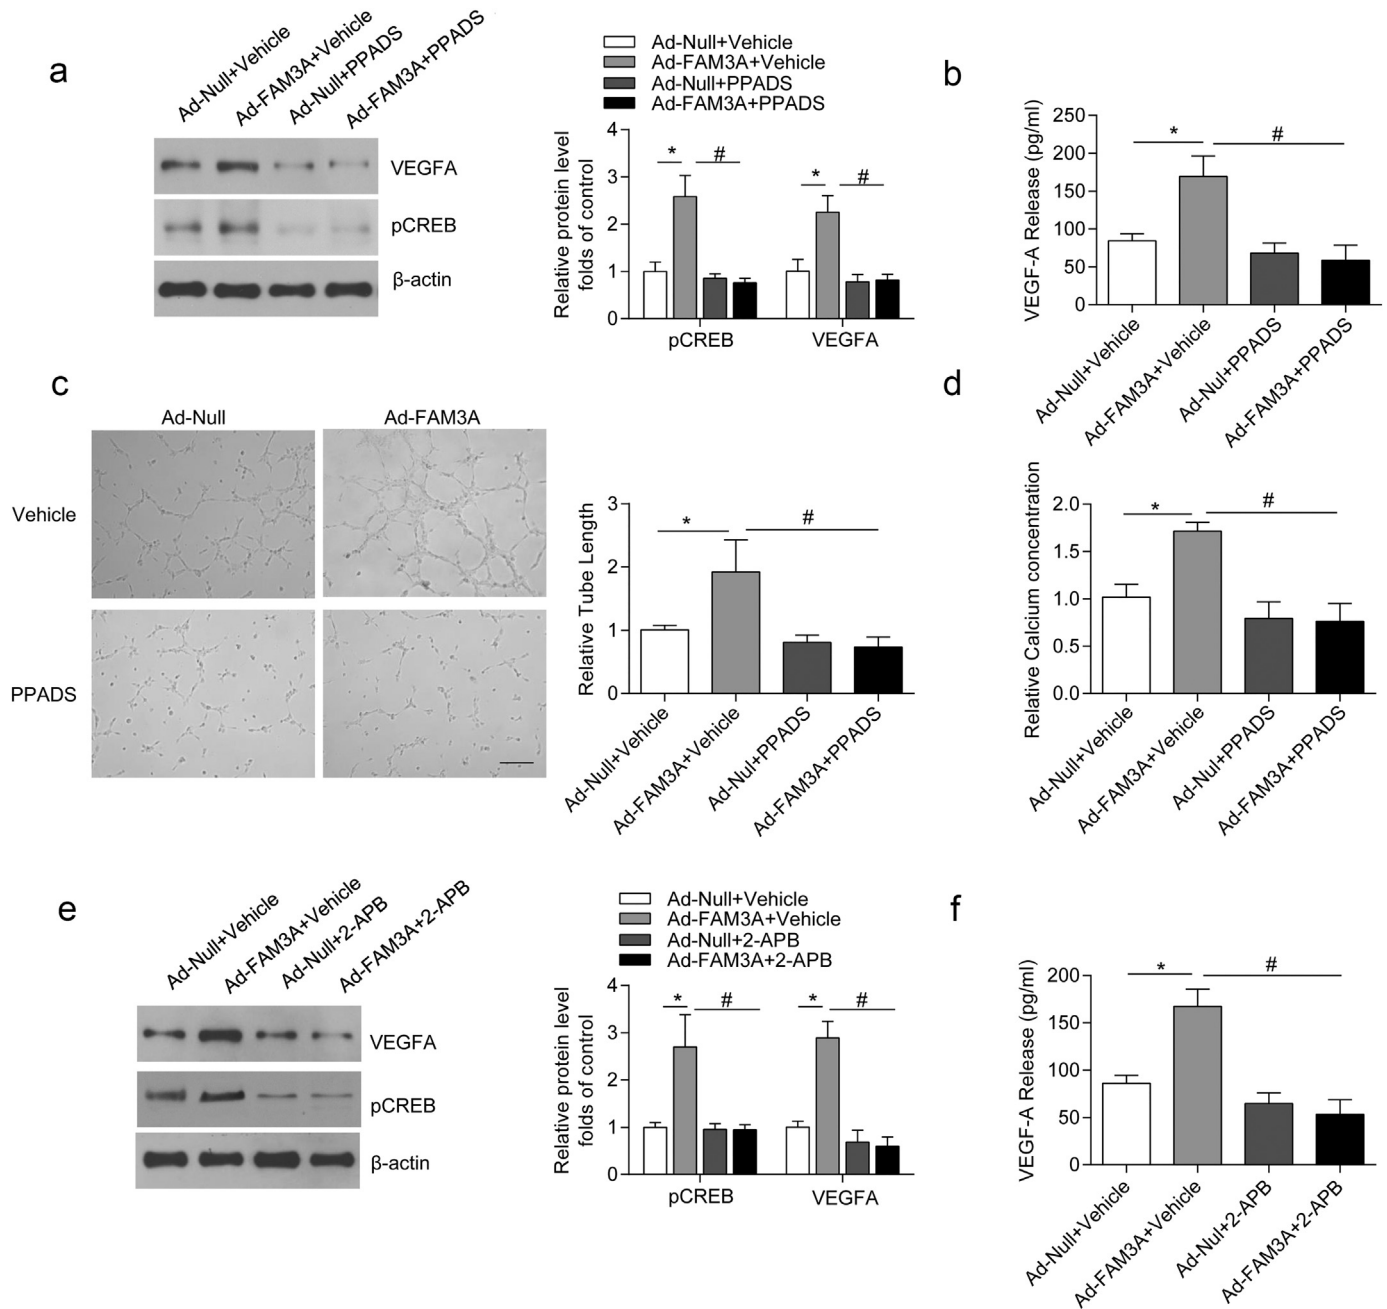 a
Ad-Null+Vehicle
Ad-FAM3A+Vehicle
Ad-Null+PPADS
Ad-FAM3A+PPADS
VEGFA
pCREB
β-actin
Ad-Null+Vehicle
Ad-FAM3A+Vehicle
Ad-Null+PPADS
Ad-FAM3A+PPADS
Relative protein level
folds of control
4
3
2
1
0
* #
* #
pCREB
VEGFA
b
VEGF-A Release (pg/ml)
250
200
150
100
50
0
* #
Ad-Null+Vehicle
Ad-FAM3A+Vehicle
Ad-Nul+PPADS
Ad-FAM3A+PPADS
c
Ad-Null
Ad-FAM3A
Vehicle
PPADS
Relative Tube Length
3
2
1
0
* #
Ad-Null+Vehicle
Ad-FAM3A+Vehicle
Ad-Nul+PPADS
Ad-FAM3A+PPADS
d
Relative Calcium concentration
2.0
1.5
1.0
0.5
0.0
* #
Ad-Null+Vehicle
Ad-FAM3A+Vehicle
Ad-Nul+PPADS
Ad-FAM3A+PPADS
e
Ad-Null+Vehicle
Ad-FAM3A+Vehicle
Ad-Null+2-APB
Ad-FAM3A+2-APB
VEGFA
pCREB
β-actin
Ad-Null+Vehicle
Ad-FAM3A+Vehicle
Ad-Null+2-APB
Ad-FAM3A+2-APB
Relative protein level
folds of control
4
3
2
1
0
* #
* #
pCREB
VEGFA
f
VEGF-A Release (pg/ml)
200
150
100
50
0
* #
Ad-Null+Vehicle
Ad-FAM3A+Vehicle
Ad-Nul+2-APB
Ad-FAM3A+2-APB